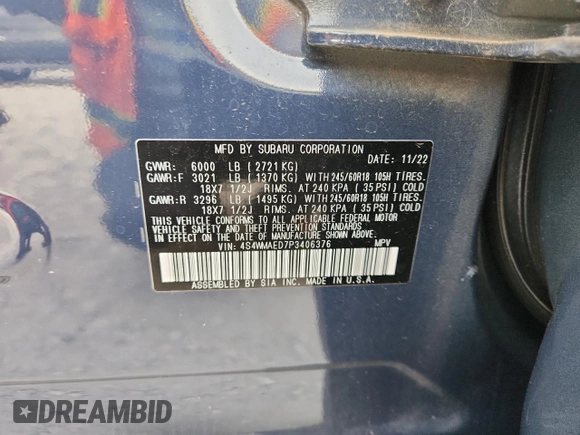 MFD BY SUBARU CORPORATION
DATE: 11/22
GVWR: 6000 LB ( 2721 KG)
GAWR:F 3021 LB ( 1370 KG) WITH 245/60R18 105H TIRES.
18X7 1/2J RIMS. AT 240 KPA ( 35 PSI) COLD
GAWR:R 3296 LB ( 1495 KG) WITH 245/60R18 105H TIRES.
18X7 1/2J RIMS. AT 240 KPA ( 35 PSI) COLD
THIS VEHICLE CONFORMS TO ALL APPLICABLE FEDERAL MOTOR
VEHICLE SAFETY AND THEFT PREVENTION STANDARDS
IN EFFECT ON THE DATE OF MANUFACTURE SHOWN ABOVE.
VIN: 4S4WMAED7P3406376 MPV
ASSEMBLED BY SIA INC. MADE IN U.S.A.
DREAMBID